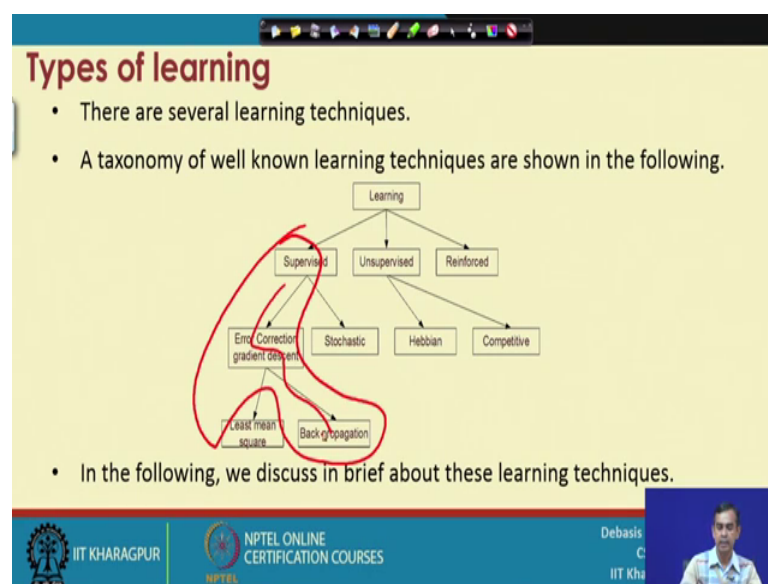 Types of learning
• There are several learning techniques.
• A taxonomy of well known learning techniques are shown in the following.
Learning
Supervised Unsupervised Reinforced
Error Correction Stochastic Hebbian Competitive
gradient descent
Least mean Back-propagation
square
• In the following, we discuss in brief about these learning techniques.
IIT KHARAGPUR
NPTEL
NPTEL ONLINE
CERTIFICATION COURSES
Debasis
IIT